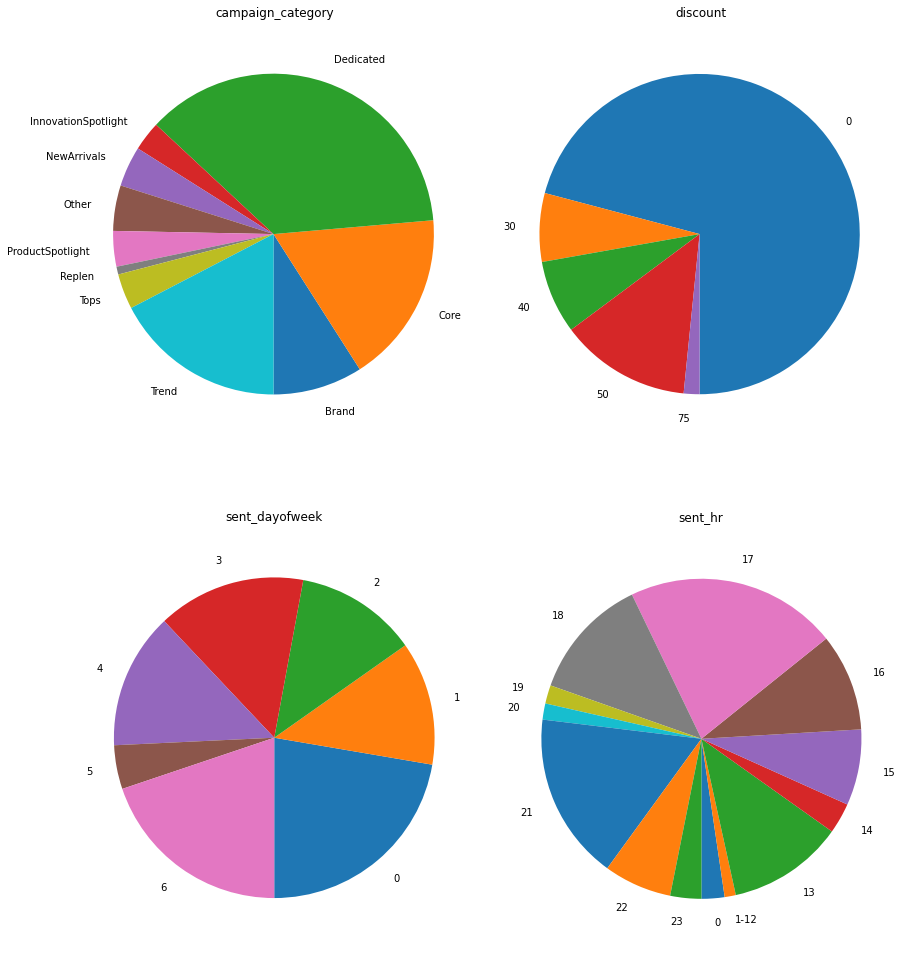 campaign_category
Dedicated
InnovationSpotlight
NewArrivals
Other
ProductSpotlight
Replen
Tops
Trend
Brand
Core
discount
0
30
40
50
75
sent_dayofweek
3
2
4
1
5
6
0
sent_hr
17
18
16
19
20
15
21
14
13
22
23
0
1-12